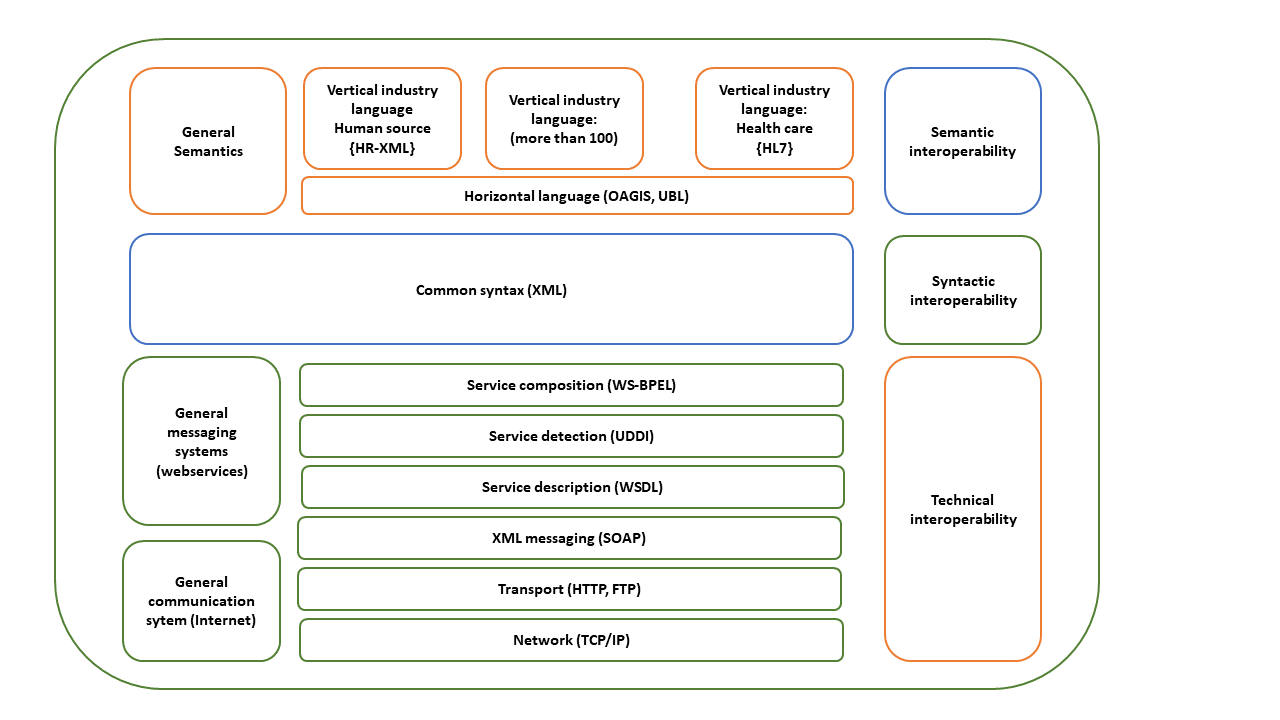 General
Semantics
Vertical industry
language
Human source
{HR-XML}
Vertical industry
language:
(more than 100)
Vertical industry
language:
Health care
{HL7}
Semantic
interoperability
Horizontal language (OAGIS, UBL)
Common syntax (XML)
Syntactic
interoperability
General
messaging
systems
(webservices)
Service composition (WS-BPEL)
Service detection (UDDI)
Service description (WSDL)
Technical
interoperability
XML messaging (SOAP)
General
communication
sytem (Internet)
Transport (HTTP, FTP)
Network (TCP/IP)